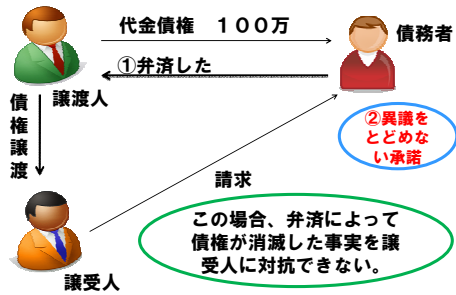 代金債権　１００万
①弁済した
債務者
譲渡人
債権譲渡
②異議を
とどめな
い承諾
請求
この場合、弁済によって
債権が消滅した事実を譲
受人に対抗できない。
譲受人